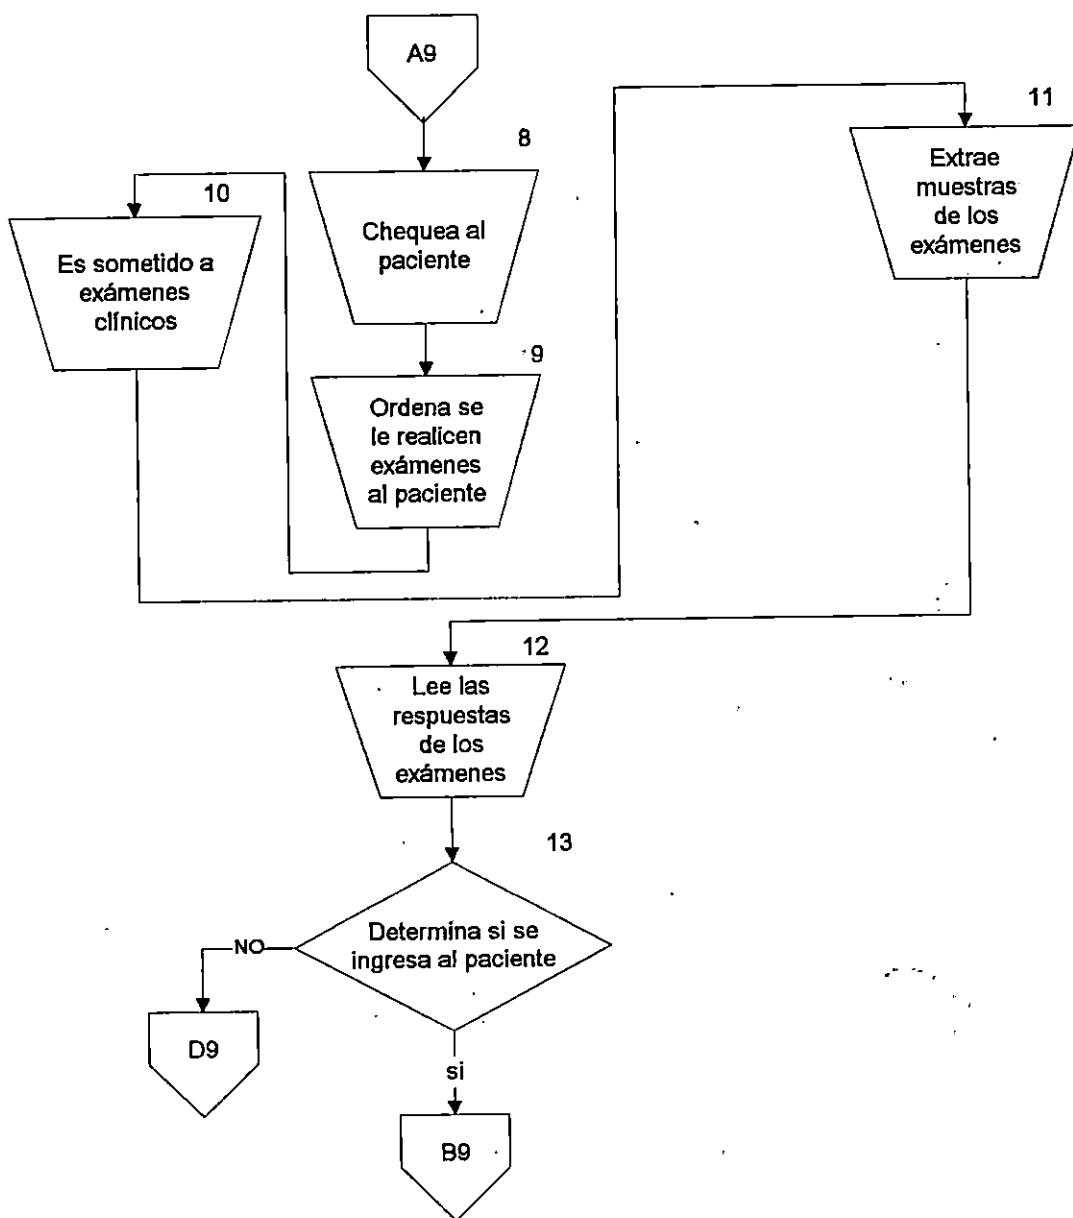 A9
8
Chequea al
paciente
9
Ordena se
le realicen
exámenes
al paciente
10
Es sometido a
exámenes
clínicos
11
Extrae
muestras
de los
exámenes
12
Lee las
respuestas
de los
exámenes
13
Determina si se
ingresa al paciente
NO
D9
si
B9